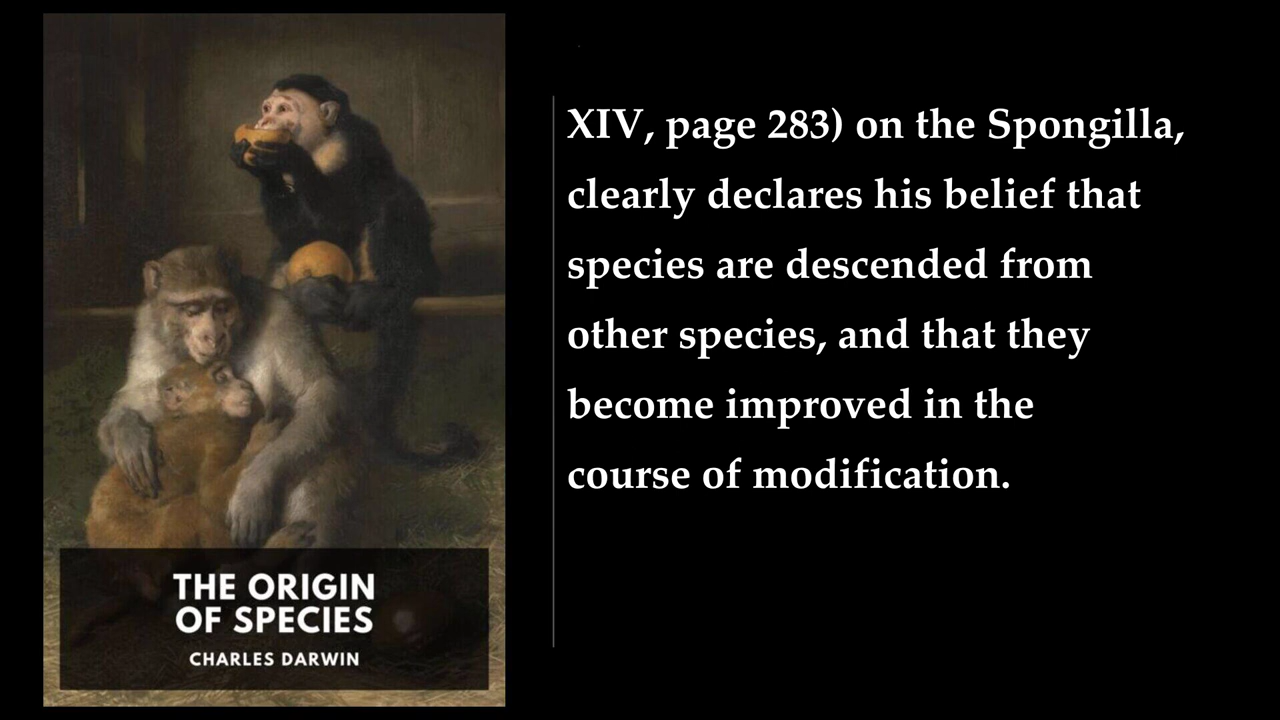 XIV, page 283) on the Spongilla,
clearly declares his belief that
species are descended from
other species, and that they
become improved in the
course of modification.
THE ORIGIN
OF SPECIES
CHARLES DARWIN